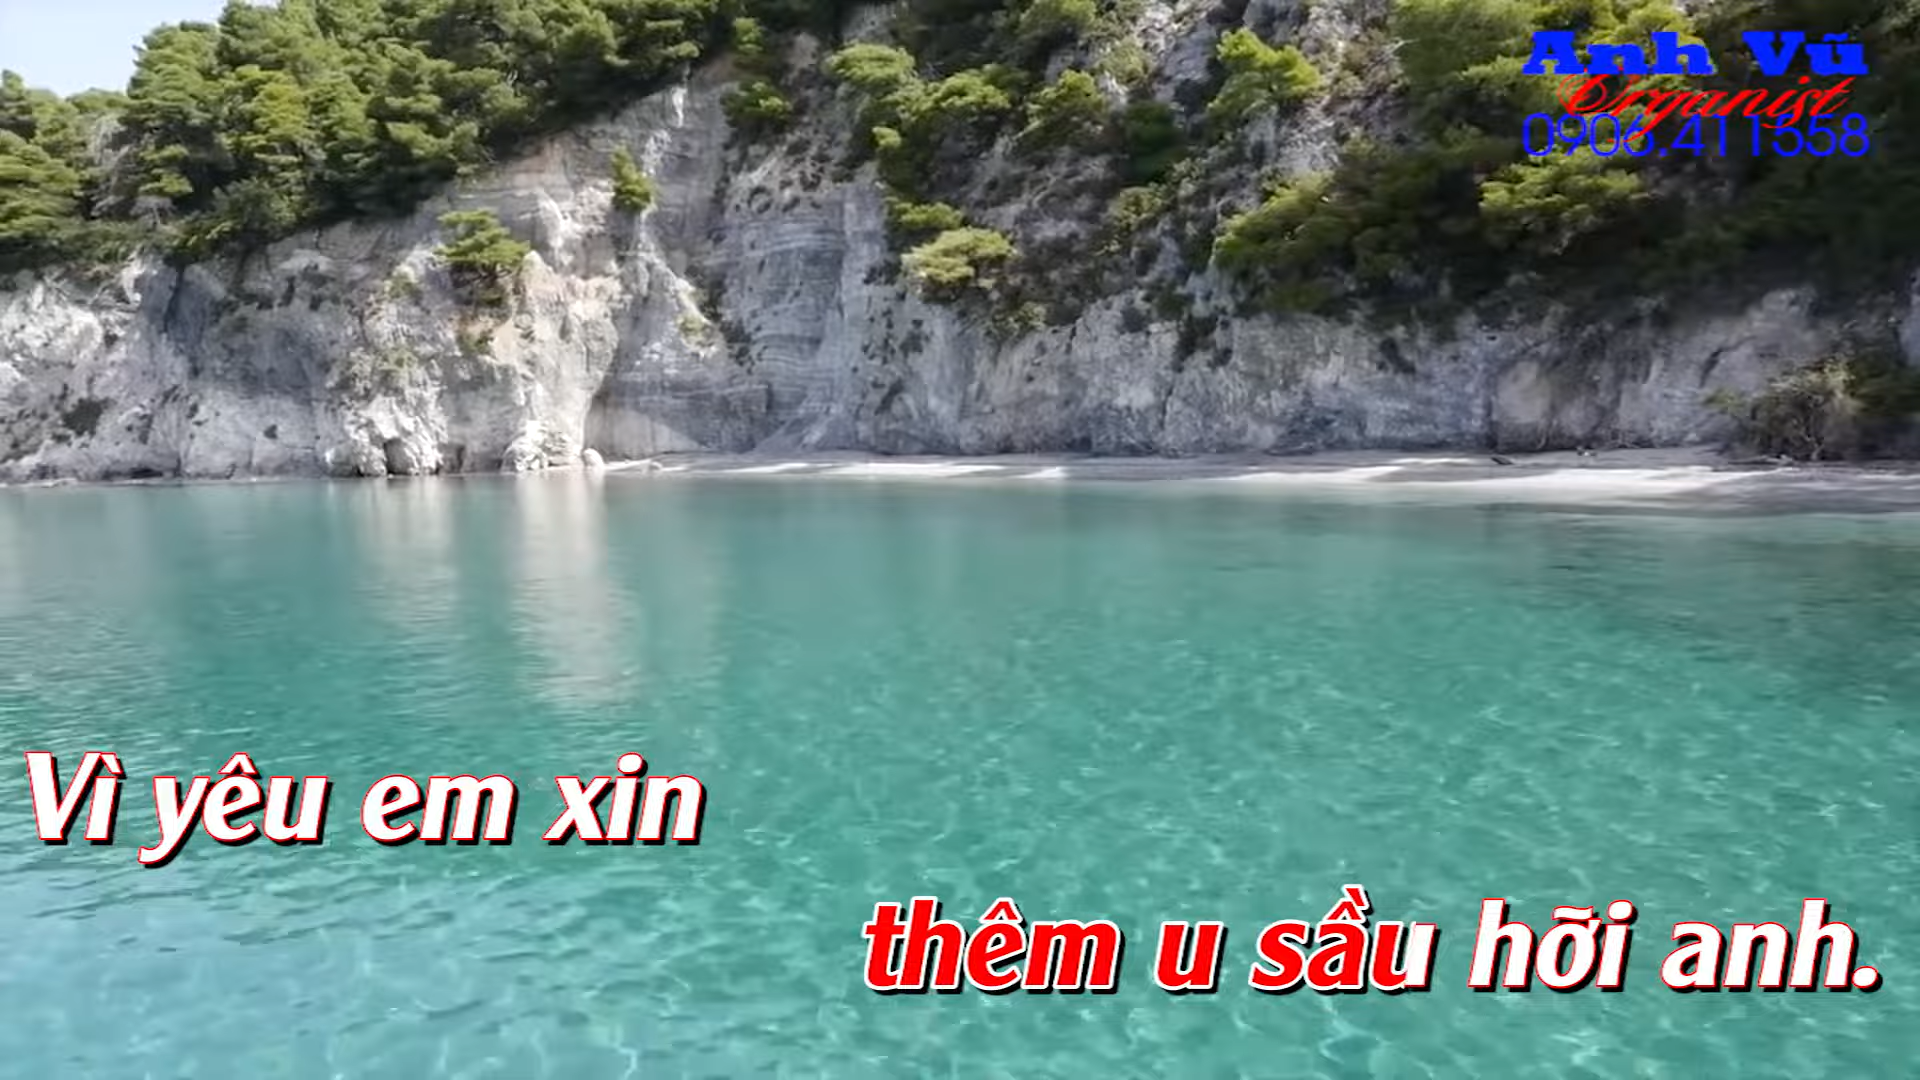 Anh Vũ
Organist
0906.411558
Vì yêu em xin
thêm u sầu hỡi anh.